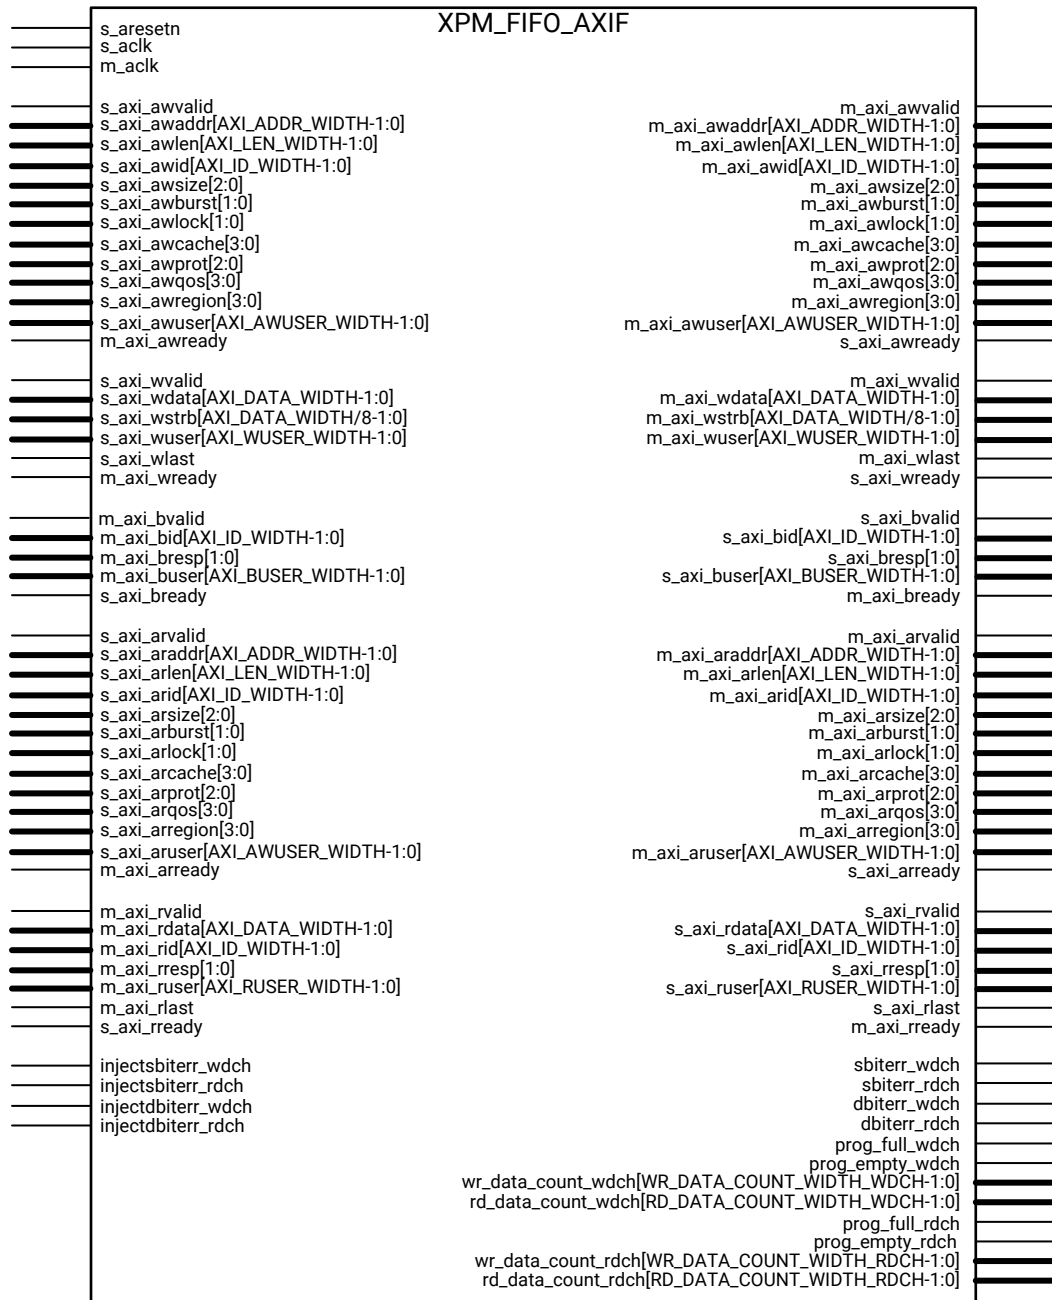 XPM_FIFO_AXIF
s_aresetn
s_aclk
m_aclk
s_axi_awvalid
s_axi_awaddr[AXI_ADDR_WIDTH-1:0]
s_axi_awlen[AXI_LEN_WIDTH-1:0]
s_axi_awid[AXI_ID_WIDTH-1:0]
s_axi_awsize[2:0]
s_axi_awburst[1:0]
s_axi_awlock[1:0]
s_axi_awcache[3:0]
s_axi_awprot[2:0]
s_axi_awqos[3:0]
s_axi_awregion[3:0]
s_axi_awuser[AXI_AWUSER_WIDTH-1:0]
m_axi_awready
s_axi_wvalid
s_axi_wdata[AXI_DATA_WIDTH-1:0]
s_axi_wstrb[AXI_DATA_WIDTH/8-1:0]
s_axi_wuser[AXI_WUSER_WIDTH-1:0]
s_axi_wlast
m_axi_wready
m_axi_bvalid
m_axi_bid[AXI_ID_WIDTH-1:0]
m_axi_bresp[1:0]
m_axi_buser[AXI_BUSER_WIDTH-1:0]
s_axi_bready
s_axi_arvalid
s_axi_araddr[AXI_ADDR_WIDTH-1:0]
s_axi_arlen[AXI_LEN_WIDTH-1:0]
s_axi_arid[AXI_ID_WIDTH-1:0]
s_axi_arsize[2:0]
s_axi_arburst[1:0]
s_axi_arlock[1:0]
s_axi_arcache[3:0]
s_axi_arprot[2:0]
s_axi_arqos[3:0]
s_axi_arregion[3:0]
s_axi_aruser[AXI_AWUSER_WIDTH-1:0]
m_axi_arready
m_axi_rvalid
m_axi_rdata[AXI_DATA_WIDTH-1:0]
m_axi_rid[AXI_ID_WIDTH-1:0]
m_axi_rresp[1:0]
m_axi_ruser[AXI_RUSER_WIDTH-1:0]
m_axi_rlast
s_axi_rready
injectsbiterr_wdch
injectsbiterr_rdch
injectdbiterr_wdch
injectdbiterr_rdch
m_axi_awvalid
m_axi_awaddr[AXI_ADDR_WIDTH-1:0]
m_axi_awlen[AXI_LEN_WIDTH-1:0]
m_axi_awid[AXI_ID_WIDTH-1:0]
m_axi_awsize[2:0]
m_axi_awburst[1:0]
m_axi_awlock[1:0]
m_axi_awcache[3:0]
m_axi_awprot[2:0]
m_axi_awqos[3:0]
m_axi_awregion[3:0]
m_axi_awuser[AXI_AWUSER_WIDTH-1:0]
s_axi_awready
m_axi_wvalid
m_axi_wdata[AXI_DATA_WIDTH-1:0]
m_axi_wstrb[AXI_DATA_WIDTH/8-1:0]
m_axi_wuser[AXI_WUSER_WIDTH-1:0]
m_axi_wlast
s_axi_wready
s_axi_bvalid
s_axi_bid[AXI_ID_WIDTH-1:0]
s_axi_bresp[1:0]
s_axi_buser[AXI_BUSER_WIDTH-1:0]
m_axi_bready
m_axi_arvalid
m_axi_araddr[AXI_ADDR_WIDTH-1:0]
m_axi_arlen[AXI_LEN_WIDTH-1:0]
m_axi_arid[AXI_ID_WIDTH-1:0]
m_axi_arsize[2:0]
m_axi_arburst[1:0]
m_axi_arlock[1:0]
m_axi_arcache[3:0]
m_axi_arprot[2:0]
m_axi_arqos[3:0]
m_axi_arregion[3:0]
m_axi_aruser[AXI_AWUSER_WIDTH-1:0]
s_axi_arready
s_axi_rvalid
s_axi_rdata[AXI_DATA_WIDTH-1:0]
s_axi_rid[AXI_ID_WIDTH-1:0]
s_axi_rresp[1:0]
s_axi_ruser[AXI_RUSER_WIDTH-1:0]
s_axi_rlast
m_axi_rready
sbiterr_wdch
sbiterr_rdch
dbiterr_wdch
dbiterr_rdch
prog_full_wdch
prog_empty_wdch
wr_data_count_wdch[WR_DATA_COUNT_WIDTH_WDCH-1:0]
rd_data_count_wdch[RD_DATA_COUNT_WIDTH_WDCH-1:0]
prog_full_rdch
prog_empty_rdch
wr_data_count_rdch[WR_DATA_COUNT_WIDTH_RDCH-1:0]
rd_data_count_rdch[RD_DATA_COUNT_WIDTH_RDCH-1:0]